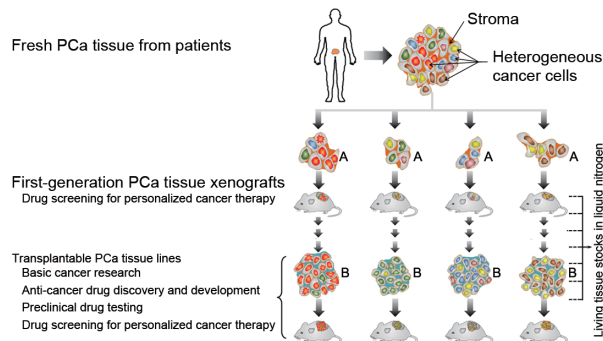 Stroma
Fresh PCa tissue from patients
Heterogeneous
cancer cells
A
A
A
A
First-generation PCa tissue xenografts
Drug screening for personalized cancer therapy
Transplantable PCa tissue lines
Basic cancer research
Anti-cancer drug discovery and development
Preclinical drug testing
Drug screening for personalized cancer therapy
B
B
B
B
Living tissue stocks in liquid nitrogen